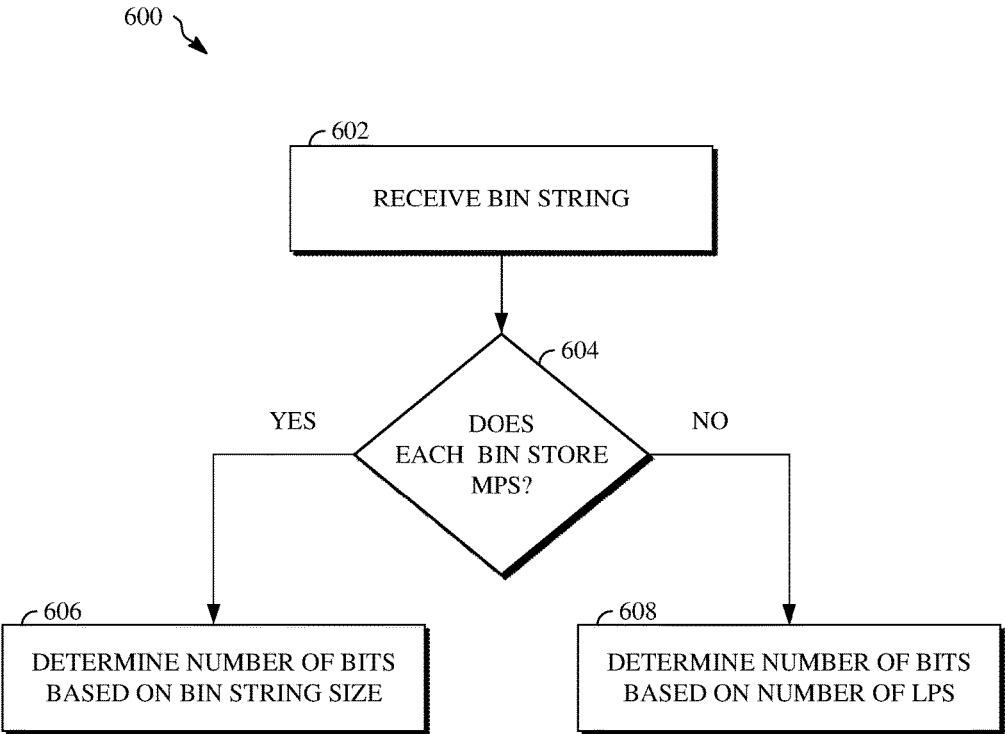 600
602
RECEIVE BIN STRING
604
DOES
EACH BIN STORE
MPS?
YES
NO
606
DETERMINE NUMBER OF BITS
BASED ON BIN STRING SIZE
608
DETERMINE NUMBER OF BITS
BASED ON NUMBER OF LPS